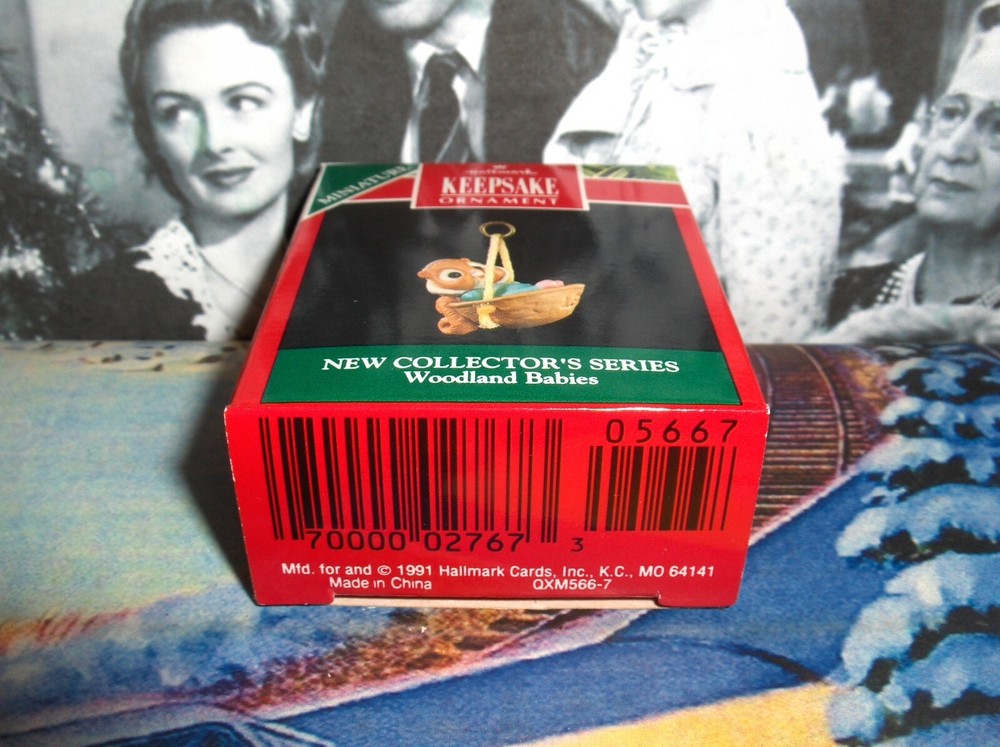 MINIATURE
HALLMARK
KEEPSAKE
ORNAMENT
NEW COLLECTOR'S SERIES
Woodland Babies
05667
70000 02767 3
Mfd. for and © 1991 Hallmark Cards, Inc., K.C., MO 64141
Made in China QXM566-7